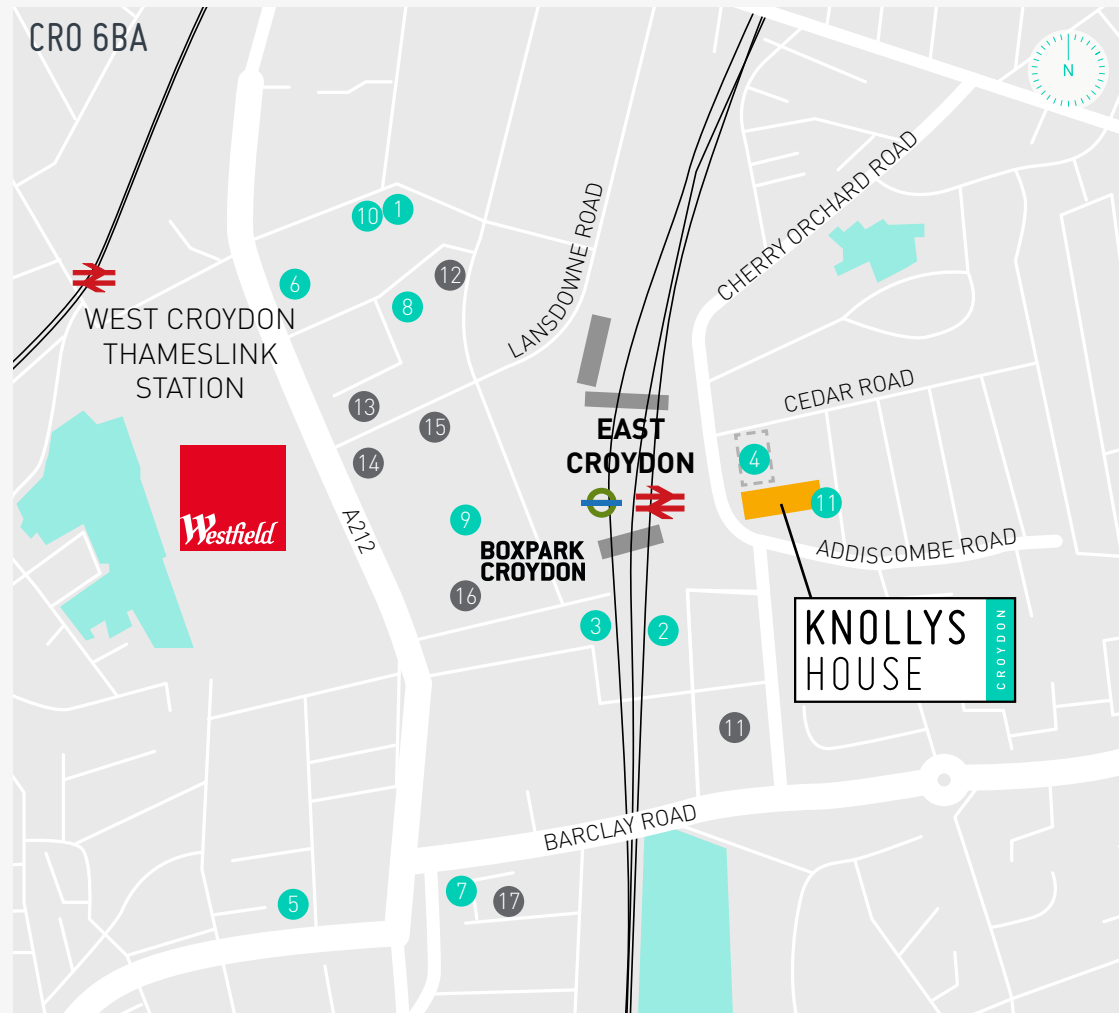 CR0 6BA
N
CHERRY ORCHARD ROAD
LANSDOWNE ROAD
10
1
12
6
8
WEST CROYDON
THAMESLINK
STATION
CEDAR ROAD
13
15
14
EAST
CROYDON
4
11
Westfield
A212
9
ADDISCOMBE ROAD
BOXPARK
CROYDON
16
3
2
KNOLLYS
HOUSE
CROYDON
11
BARCLAY ROAD
5
7
17